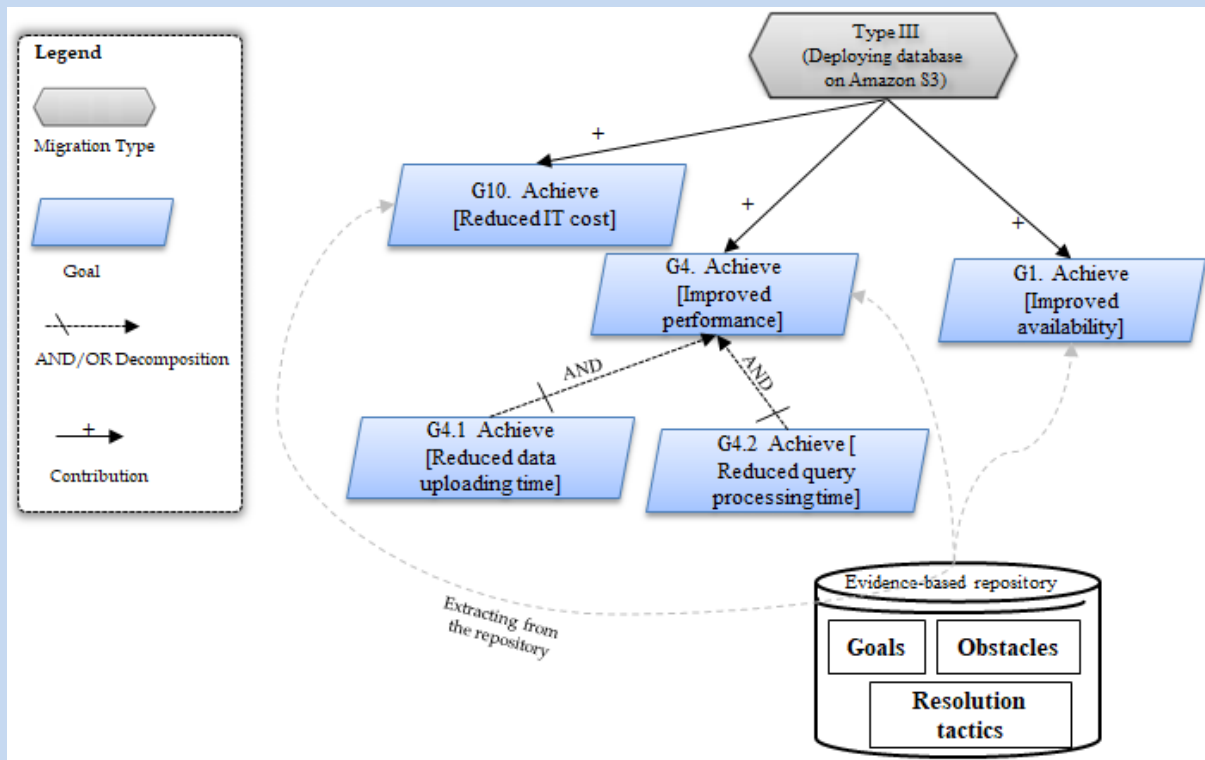 Legend
Migration Type
Goal
AND/OR Decomposition
+
Contribution
Type III
(Deploying database
on Amazon S3)
+
+
+
G10. Achieve
[Reduced IT cost]
G4. Achieve
[Improved
performance]
G1. Achieve
[Improved
availability]
AND
AND
G4.1 Achieve
[Reduced data
uploading time]
G4.2 Achieve [
Reduced query
processing time]
Extracting from
the repository
Evidence-based repository
Goals
Obstacles
Resolution
tactics